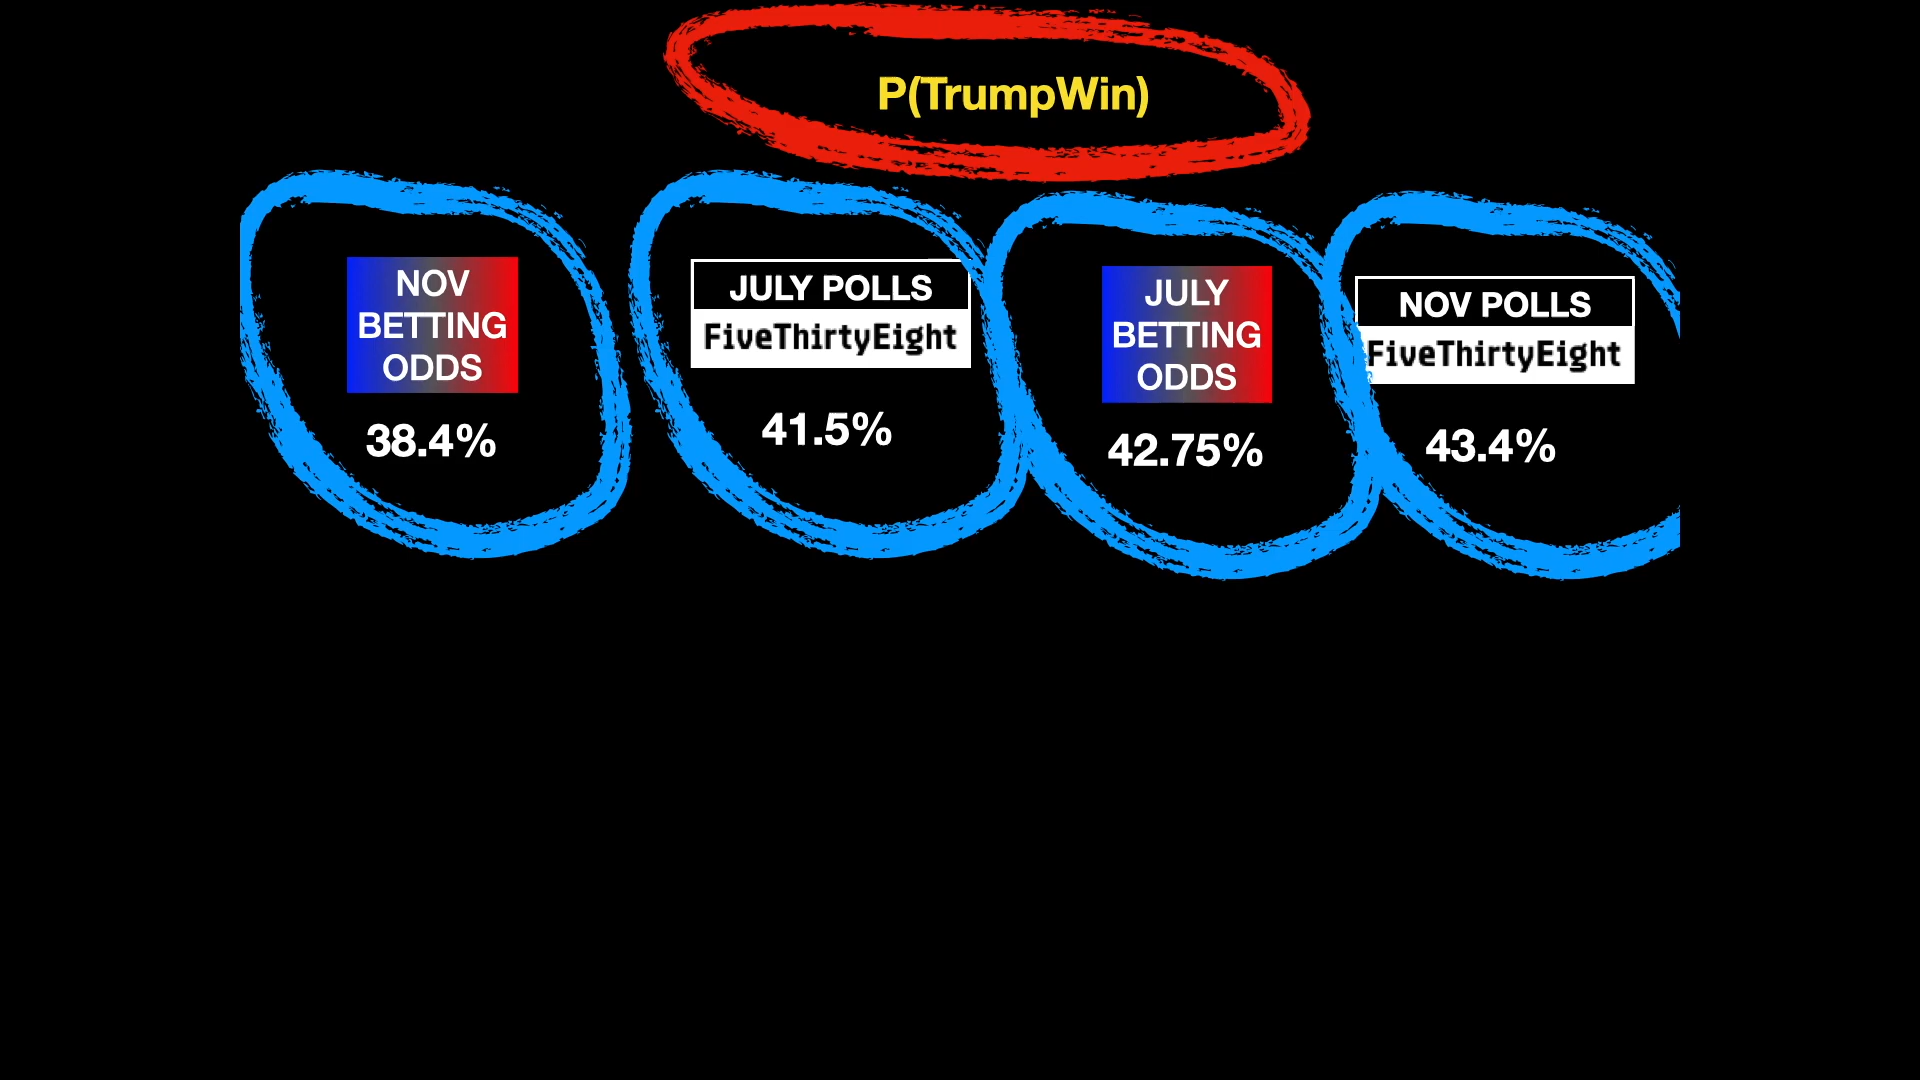 P(TrumpWin)
NOV
BETTING
ODDS
38.4%
JULY POLLS
FiveThirtyEight
41.5%
JULY
BETTING
ODDS
42.75%
NOV POLLS
FiveThirtyEight
43.4%